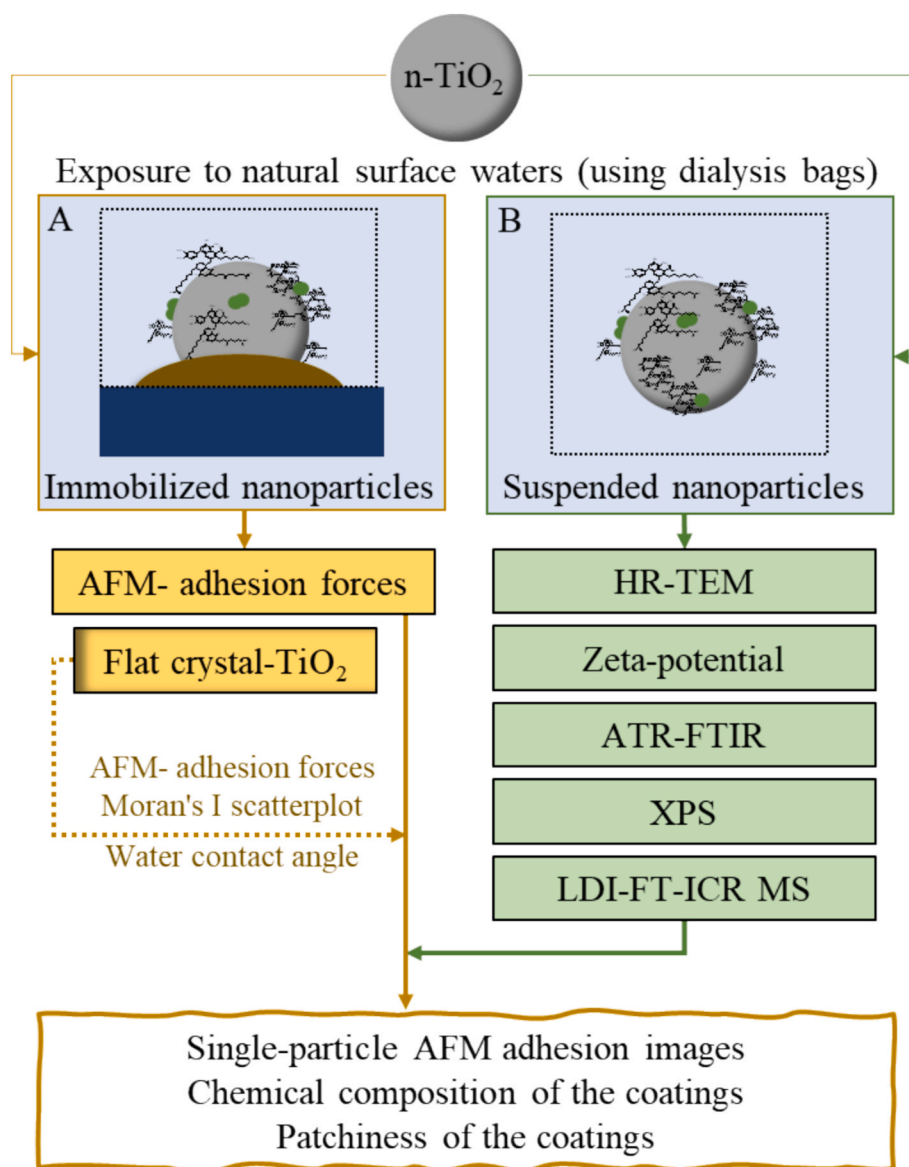 n-TiO₂
Exposure to natural surface waters (using dialysis bags)
A
Immobilized nanoparticles
B
Suspended nanoparticles
AFM- adhesion forces
Flat crystal-TiO₂
AFM- adhesion forces
Moran's I scatterplot
Water contact angle
HR-TEM
Zeta-potential
ATR-FTIR
XPS
LDI-FT-ICR MS
Single-particle AFM adhesion images
Chemical composition of the coatings
Patchiness of the coatings